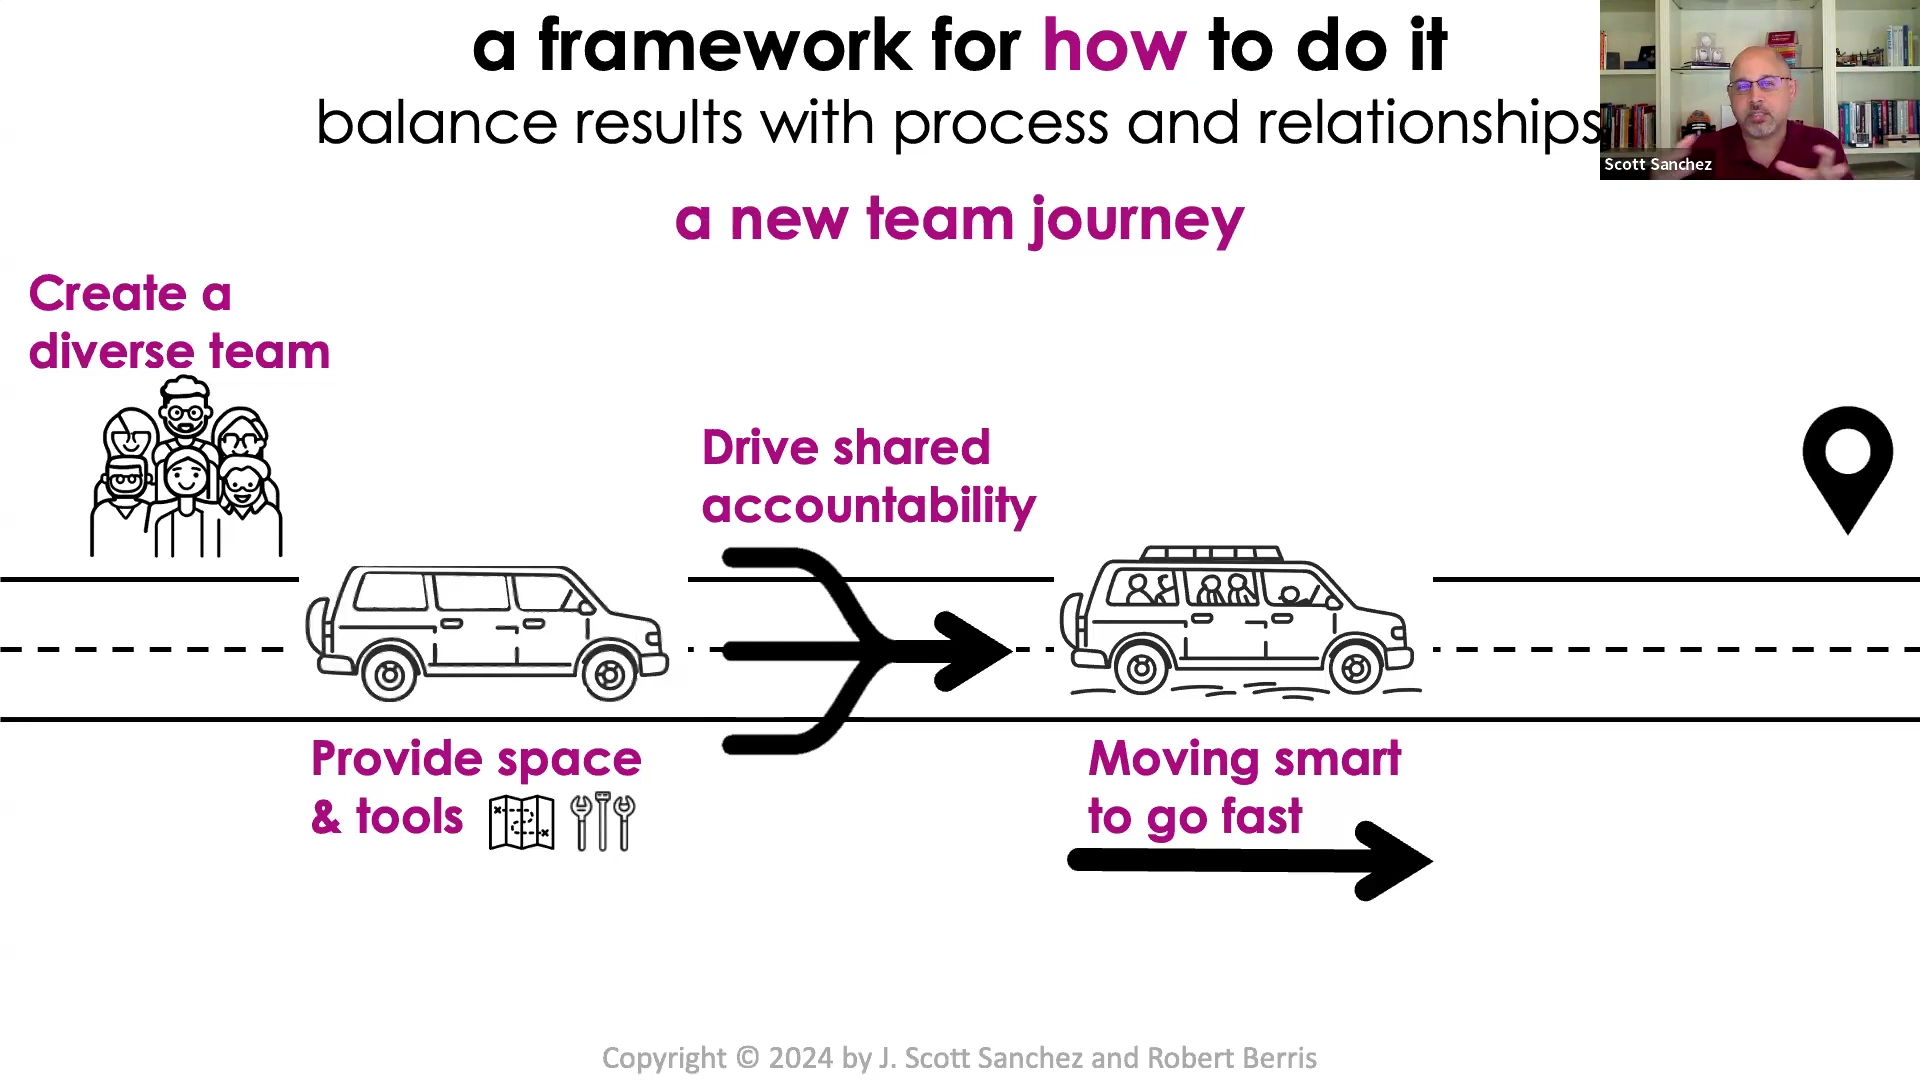 a framework for how to do it
balance results with process and relationships
Scott Sanchez
a new team journey
Create a
diverse team
Drive shared
accountability
Provide space
& tools
Moving smart
to go fast
Copyright © 2024 by J. Scott Sanchez and Robert Berris